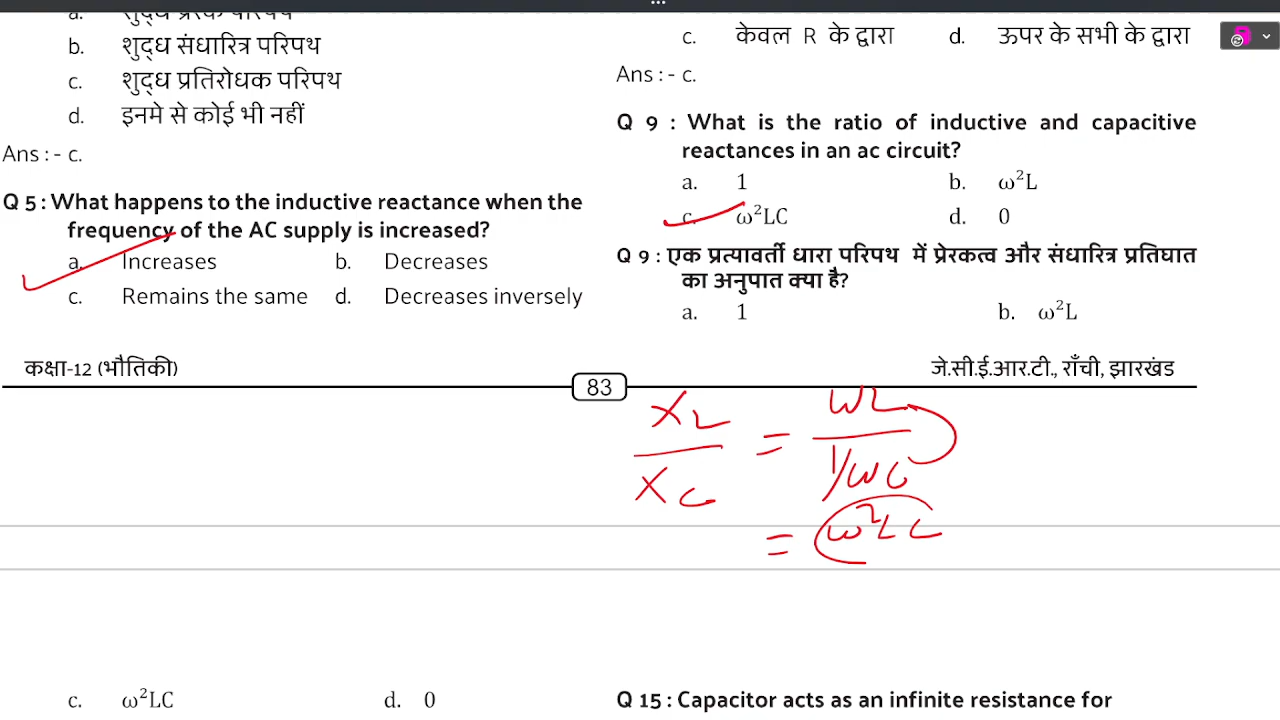 a. शुद्ध प्रेरक परिपथ
b. शुद्ध संधारित्र परिपथ
c. शुद्ध प्रतिरोधक परिपथ
d. इनमे से कोई भी नहीं
Ans : - c.
Q 5 : What happens to the inductive reactance when the
frequency of the AC supply is increased?
a. Increases b. Decreases
c. Remains the same d. Decreases inversely
c. केवल R के द्वारा d. ऊपर के सभी के द्वारा
Ans : - c.
Q 9 : What is the ratio of inductive and capacitive
reactances in an ac circuit?
a. 1 b. ω²L
c. ω²LC d. 0
Q 9 : एक प्रत्यावर्ती धारा परिपथ में प्रेरकत्व और संधारित्र प्रतिघात
का अनुपात क्या है?
a. 1 b. ω²L
कक्षा-12 (भौतिकी)
83
जे.सी.ई.आर.टी., राँची, झारखंड
XL/XC = ωL/(1/ωC)
= ω²LC
c. ω²LC d. 0
Q 15 : Capacitor acts as an infinite resistance for